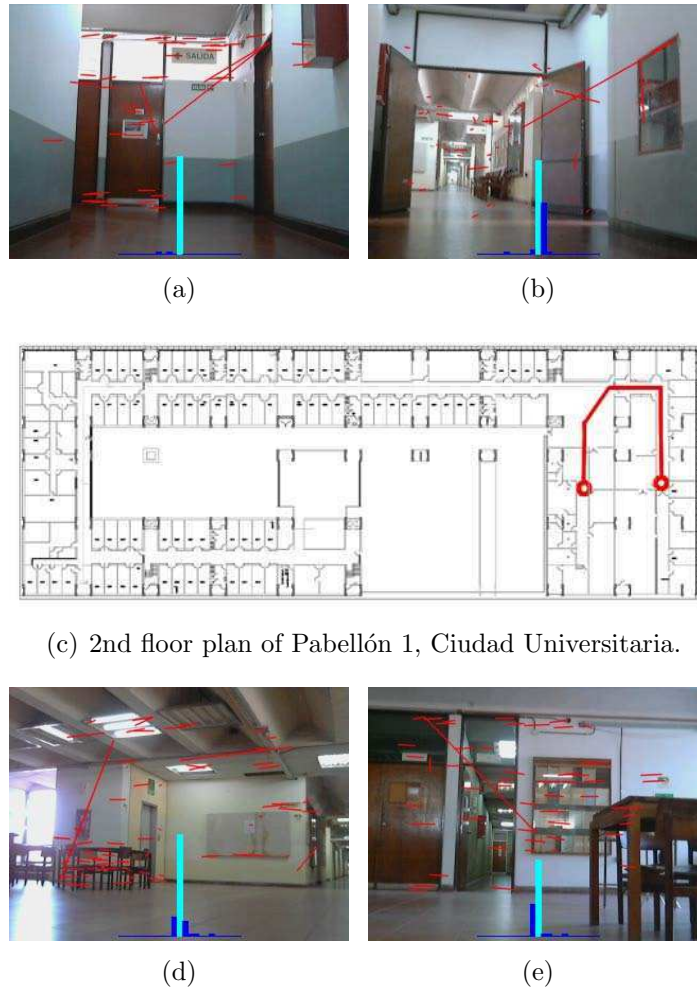 SALIDA
(a)
(b)
(c) 2nd floor plan of Pabellón 1, Ciudad Universitaria.
(d)
(e)